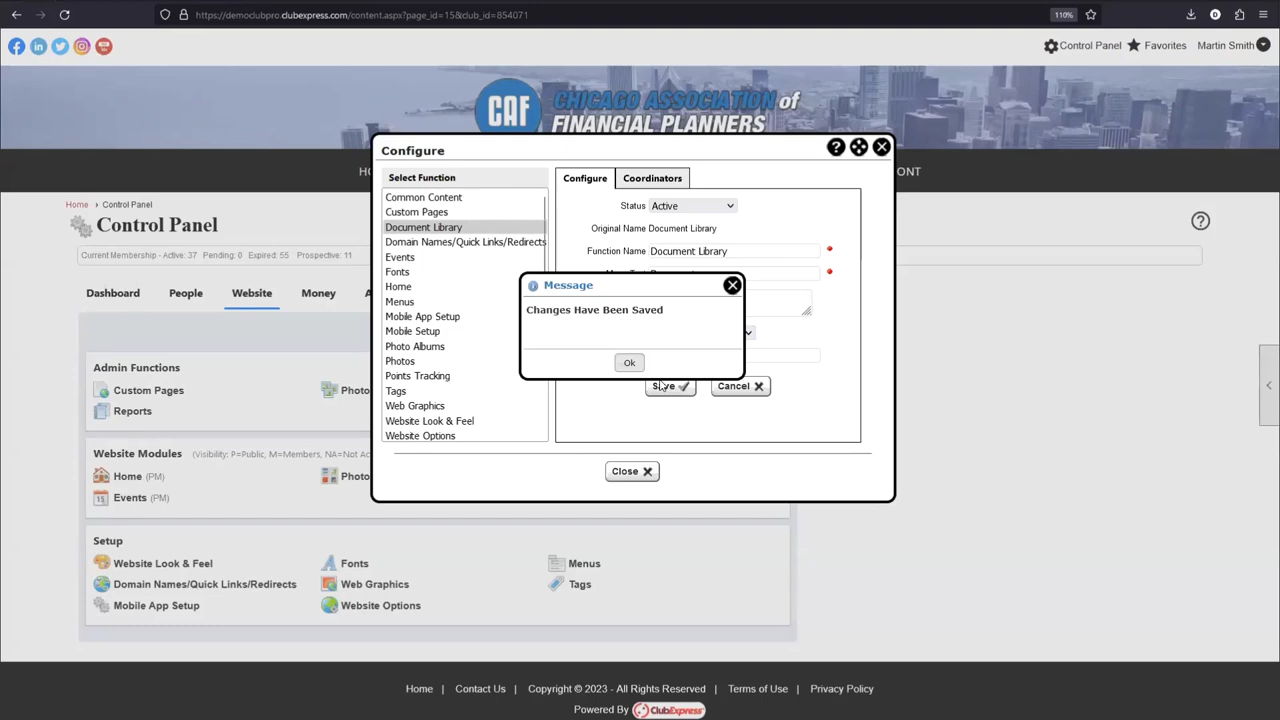 https://democlubpro.clubexpress.com/content.aspx?page_id=15&club_id=854071
110%
Control Panel
Favorites
Martin Smith
CAF
CHICAGO ASSOCIATION of
FINANCIAL PLANNERS
Home › Control Panel
Control Panel
Current Membership - Active: 37 Pending: 0 Expired: 55 Prospective: 11
Dashboard
People
Website
Money
Admin Functions
Custom Pages
Reports
Website Modules
Home (PM)
Events (PM)
Setup
Website Look & Feel
Fonts
Menus
Domain Names/Quick Links/Redirects
Web Graphics
Tags
Mobile App Setup
Website Options
Configure
Select Function
Common Content
Custom Pages
Document Library
Domain Names/Quick Links/Redirects
Events
Fonts
Home
Menus
Mobile App Setup
Mobile Setup
Photo Albums
Photos
Points Tracking
Tags
Web Graphics
Website Look & Feel
Website Options
Configure
Coordinators
Status Active
Original Name Document Library
Function Name Document Library
Save
Cancel
Close
Message
Changes Have Been Saved
Ok
Home | Contact Us | Copyright © 2023 - All Rights Reserved | Terms of Use | Privacy Policy
Powered By ClubExpress